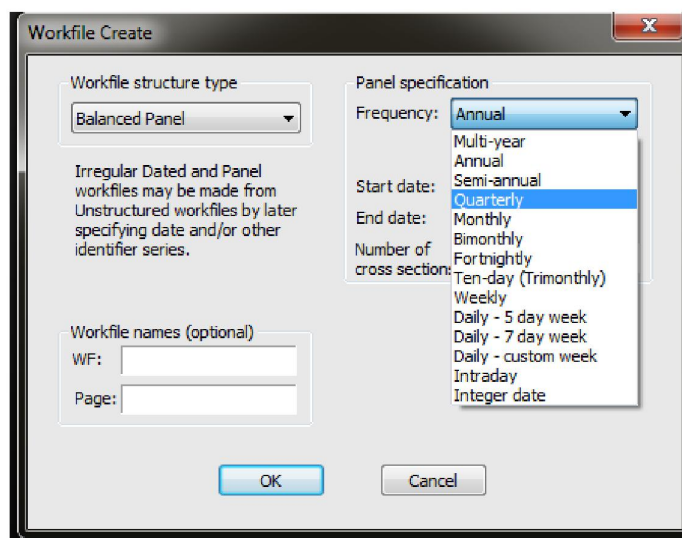 Workfile Create
x
Workfile structure type
Balanced Panel
Irregular Dated and Panel
workfiles may be made from
Unstructured workfiles by later
specifying date and/or other
identifier series.
Workfile names (optional)
WF:
Page:
Panel specification
Frequency: Annual
Multi-year
Annual
Semi-annual
Quarterly
Monthly
Bimonthly
Fortnightly
Ten-day (Trimonthly)
Weekly
Daily - 5 day week
Daily - 7 day week
Daily - custom week
Intraday
Integer date
Start date:
End date:
Number of
cross section
OK
Cancel